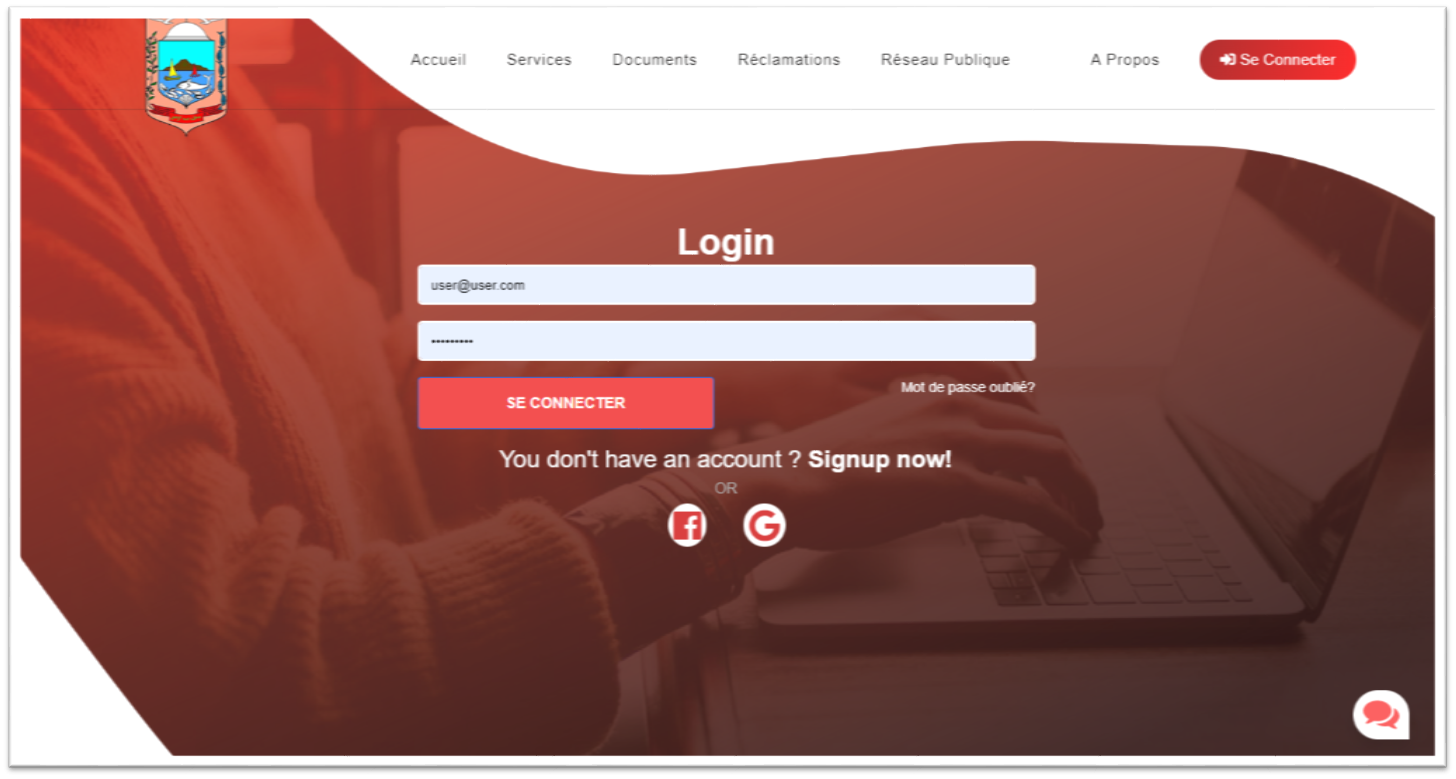 Accueil Services Documents Réclamations Réseau Publique A Propos Se Connecter
Login
user@user.com
SE CONNECTER
Mot de passe oublié?
You don't have an account ? Signup now!
OR